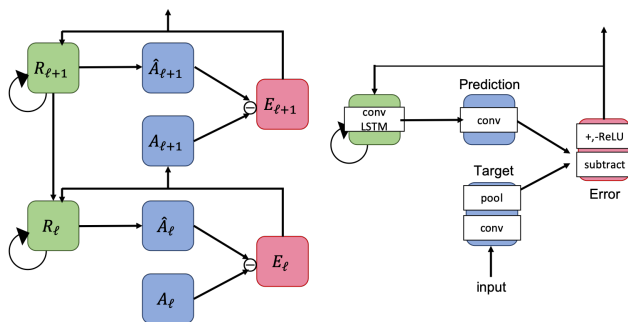 R_{ℓ+1}
Â_{ℓ+1}
E_{ℓ+1}
A_{ℓ+1}
R_ℓ
Â_ℓ
E_ℓ
A_ℓ
Prediction
conv
LSTM
conv
+,-ReLU
subtract
Error
Target
pool
conv
input